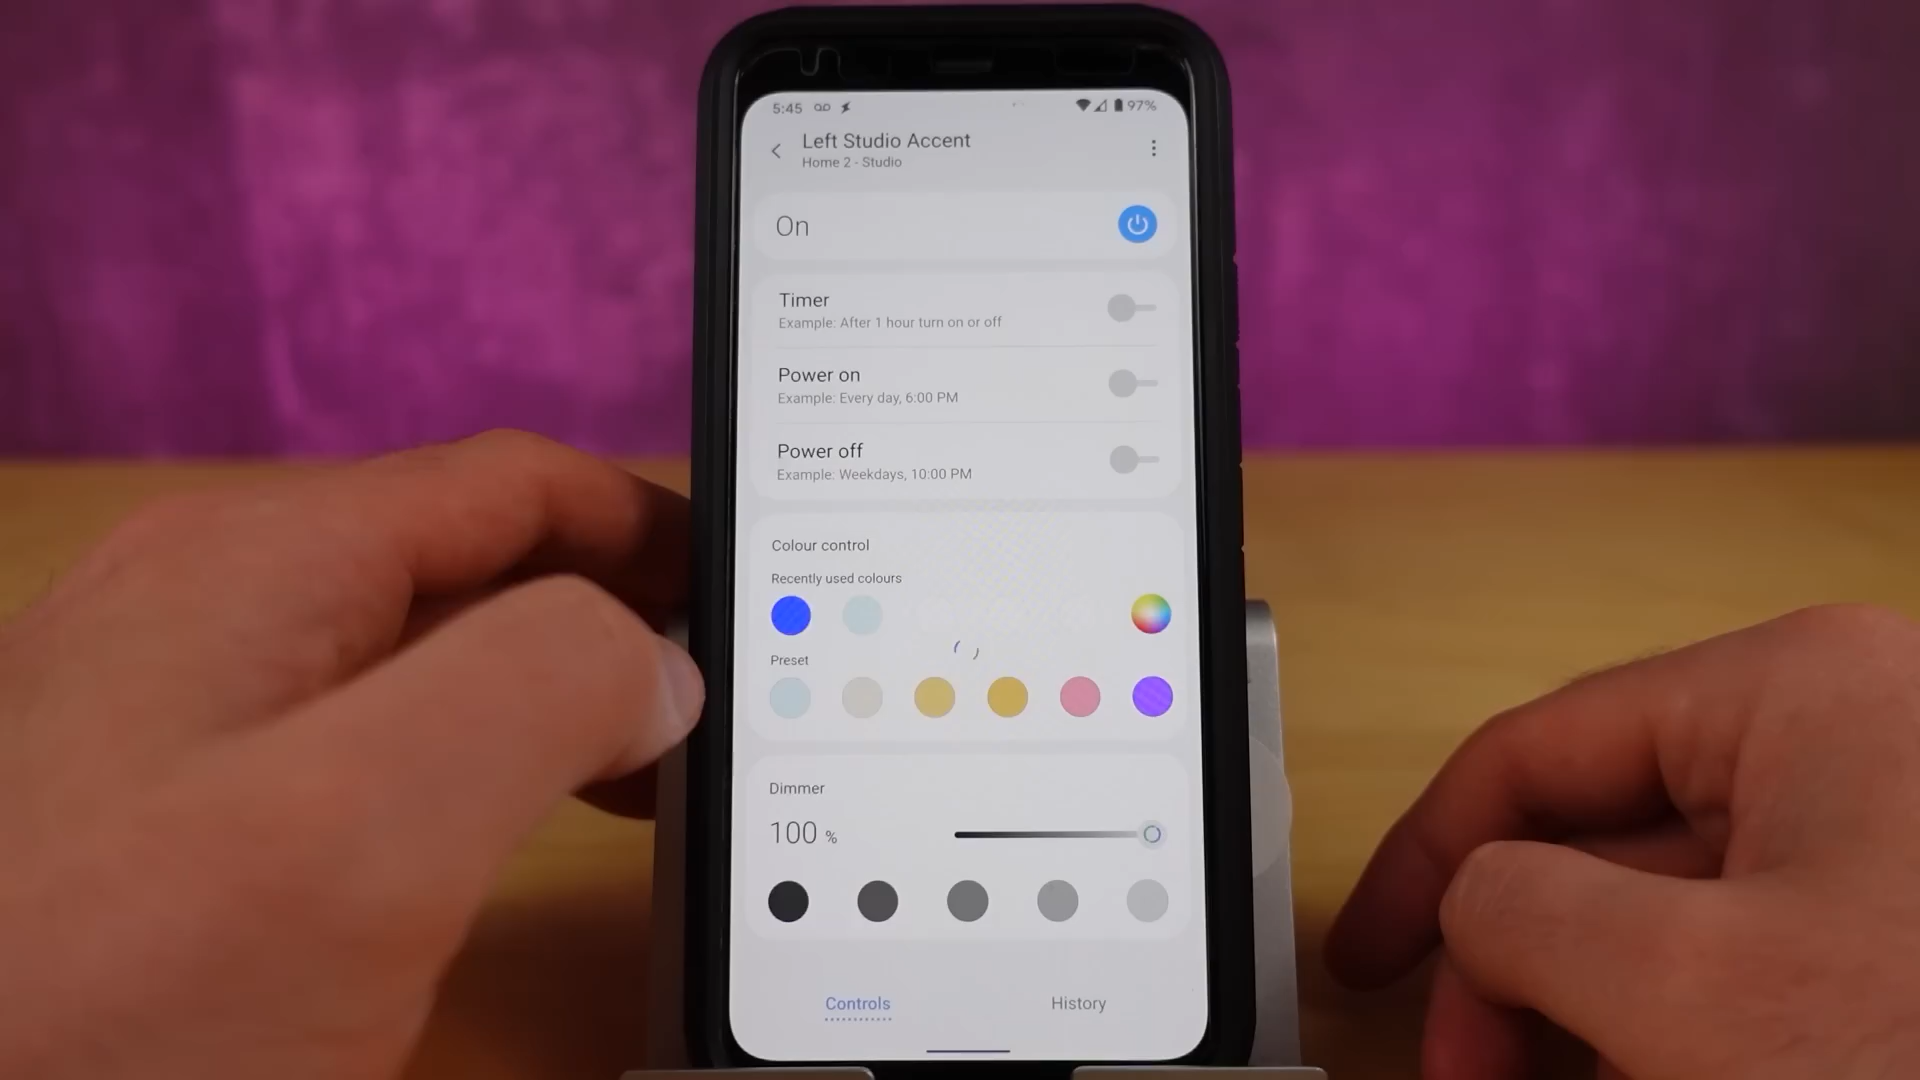 5:45
97%
Left Studio Accent
Home 2 - Studio
On
Timer
Example: After 1 hour turn on or off
Power on
Example: Every day, 6:00 PM
Power off
Example: Weekdays, 10:00 PM
Colour control
Recently used colours
Preset
Dimmer
100 %
Controls
History